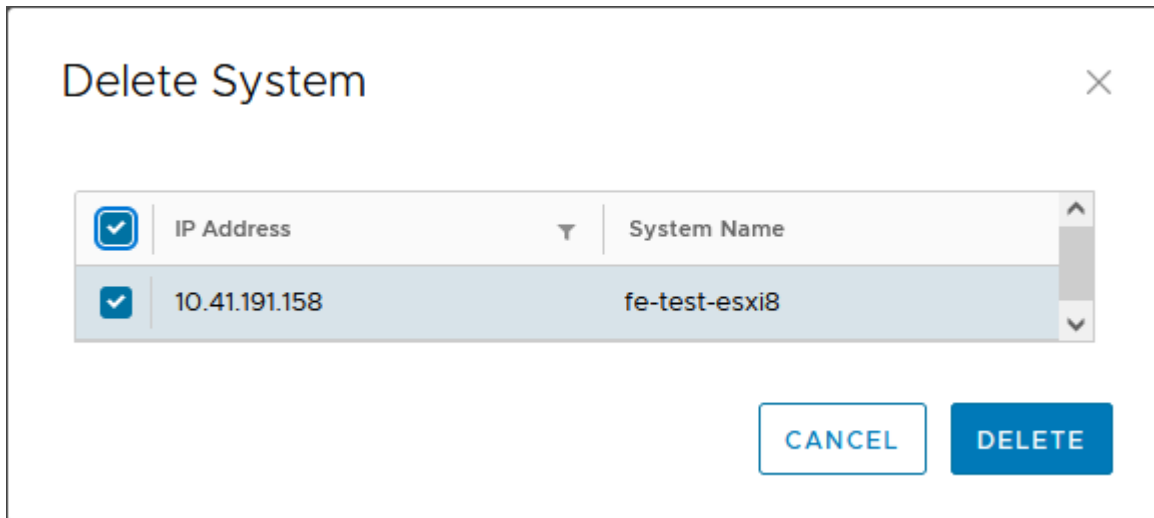 Delete System
IP Address System Name
10.41.191.158 fe-test-esxi8
CANCEL DELETE